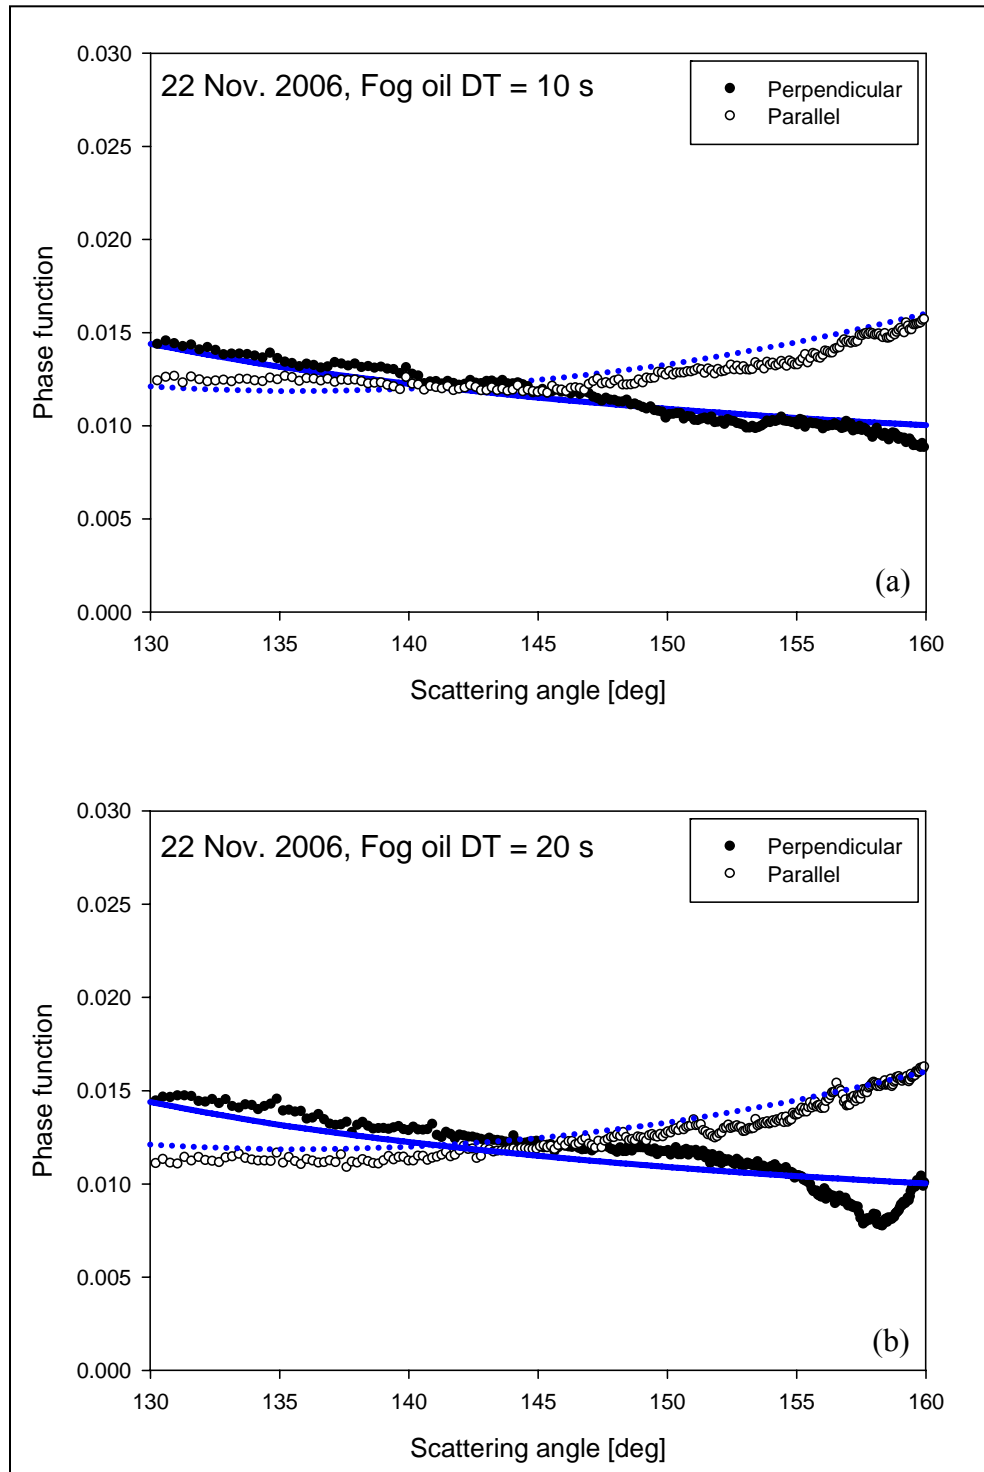 0.030
22 Nov. 2006, Fog oil DT = 10 s
Perpendicular
Parallel
0.025
0.020
0.015
0.010
0.005
0.000
Phase function
(a)
130 135 140 145 150 155 160
Scattering angle [deg]
0.030
22 Nov. 2006, Fog oil DT = 20 s
Perpendicular
Parallel
0.025
0.020
0.015
0.010
0.005
0.000
Phase function
(b)
130 135 140 145 150 155 160
Scattering angle [deg]